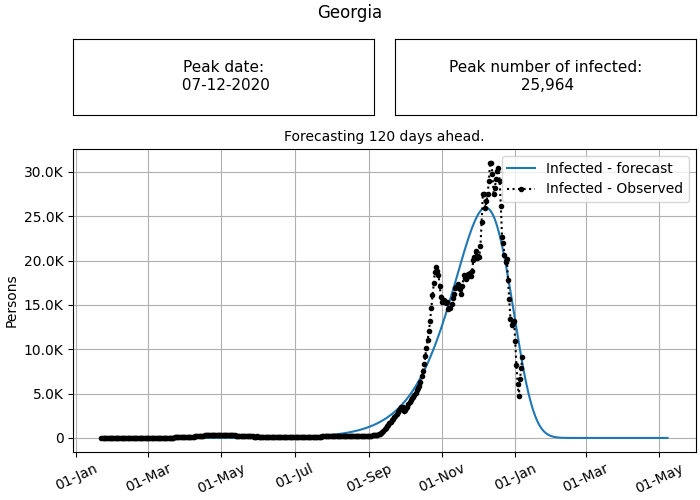 Georgia
Peak date:
07-12-2020
Peak number of infected:
25,964
Forecasting 120 days ahead.
Infected - forecast
Infected - Observed
30.0K
25.0K
20.0K
15.0K
10.0K
5.0K
0
Persons
01-Jan
01-Mar
01-May
01-Jul
01-Sep
01-Nov
01-Jan
01-Mar
01-May